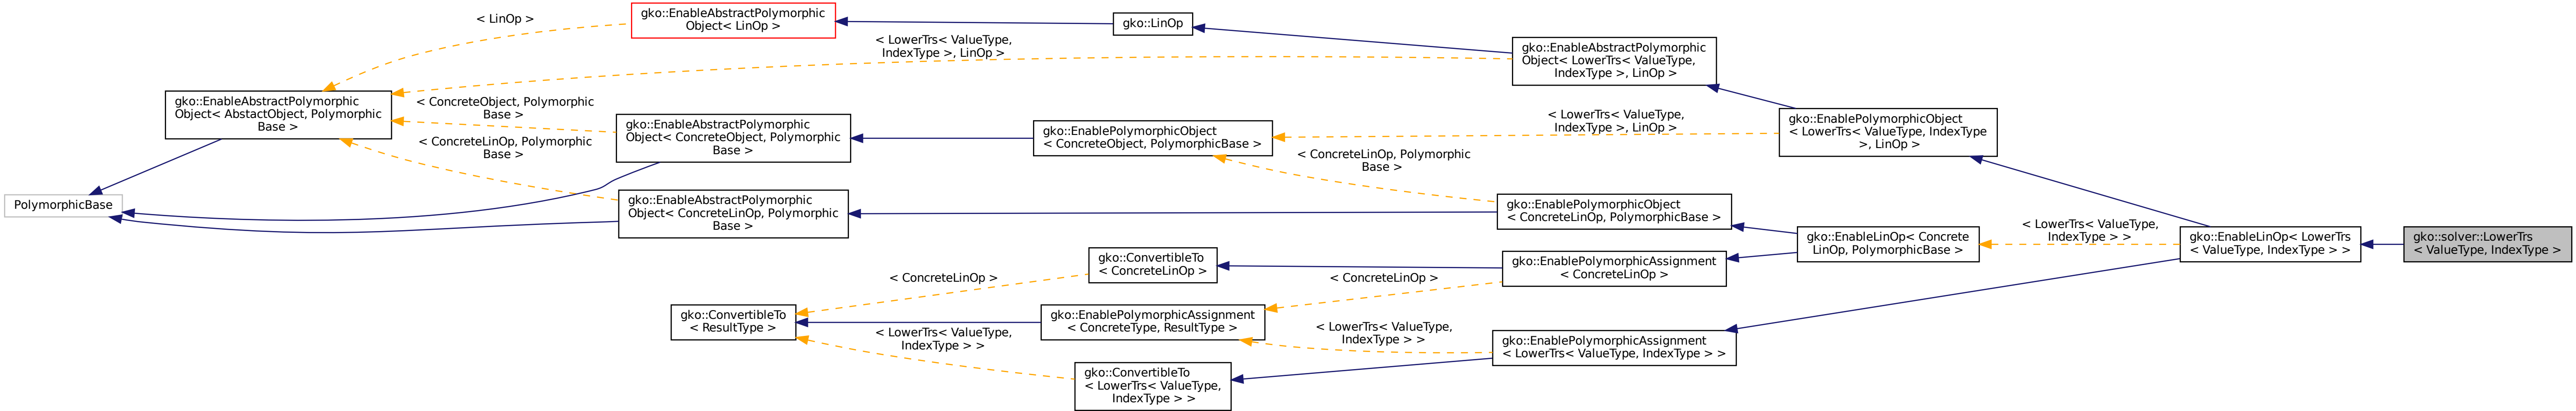 PolymorphicBase
gko::EnableAbstractPolymorphic
Object< AbstactObject, Polymorphic
Base >
< LinOp >
gko::EnableAbstractPolymorphic
Object< LinOp >
gko::LinOp
< LowerTrs< ValueType,
IndexType >, LinOp >
gko::EnableAbstractPolymorphic
Object< LowerTrs< ValueType,
IndexType >, LinOp >
< ConcreteObject, Polymorphic
Base >
gko::EnableAbstractPolymorphic
Object< ConcreteObject, Polymorphic
Base >
gko::EnablePolymorphicObject
< ConcreteObject, PolymorphicBase >
< LowerTrs< ValueType,
IndexType >, LinOp >
gko::EnablePolymorphicObject
< LowerTrs< ValueType, IndexType
>, LinOp >
< ConcreteLinOp, Polymorphic
Base >
gko::EnableAbstractPolymorphic
Object< ConcreteLinOp, Polymorphic
Base >
< ConcreteLinOp, Polymorphic
Base >
gko::EnablePolymorphicObject
< ConcreteLinOp, PolymorphicBase >
gko::EnableLinOp< Concrete
LinOp, PolymorphicBase >
< LowerTrs< ValueType,
IndexType > >
gko::EnableLinOp< LowerTrs
< ValueType, IndexType > >
gko::solver::LowerTrs
< ValueType, IndexType >
gko::ConvertibleTo
< ConcreteLinOp >
gko::EnablePolymorphicAssignment
< ConcreteLinOp >
< ConcreteLinOp >
< ConcreteLinOp >
gko::ConvertibleTo
< ResultType >
gko::EnablePolymorphicAssignment
< ConcreteType, ResultType >
< LowerTrs< ValueType,
IndexType > >
< LowerTrs< ValueType,
IndexType > >
gko::EnablePolymorphicAssignment
< LowerTrs< ValueType, IndexType > >
gko::ConvertibleTo
< LowerTrs< ValueType,
IndexType > >